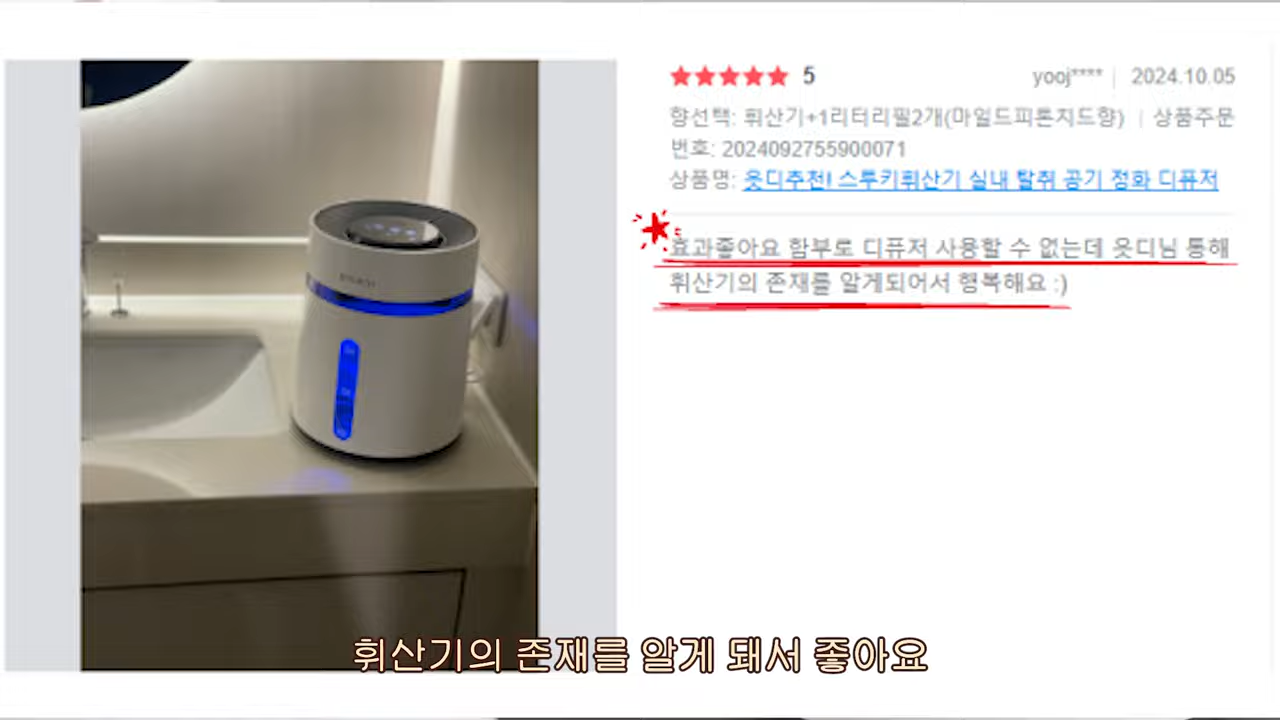 ★★★★★ 5 yooj**** | 2024.10.05
향선택: 휘산기+1리터리필2개(마일드피톤치드향) | 상품주문
번호: 2024092755900071
상품명: 욧디추천! 스투키휘산기 실내 탈취 공기 정화 디퓨저
효과좋아요 함부로 디퓨저 사용할 수 없는데 욧디님 통해
휘산기의 존재를 알게되어서 행복해요 :)
휘산기의 존재를 알게 돼서 좋아요